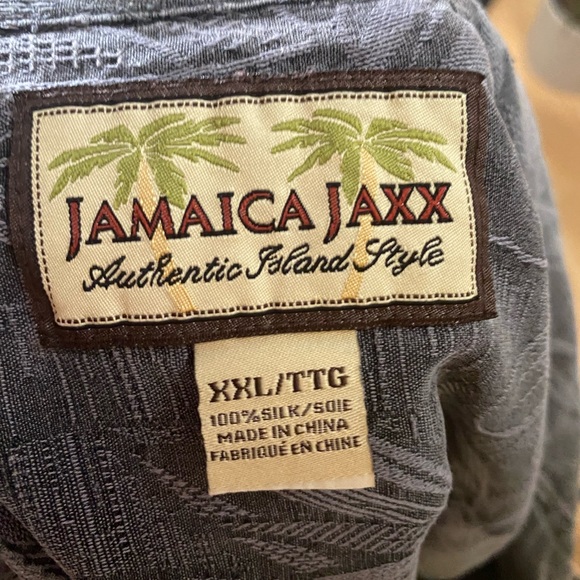 JAMAICA JAXX
Authentic Island Style
XXL/TTG
100%SILK/SOIE
MADE IN CHINA
FABRIQUÉ EN CHINE